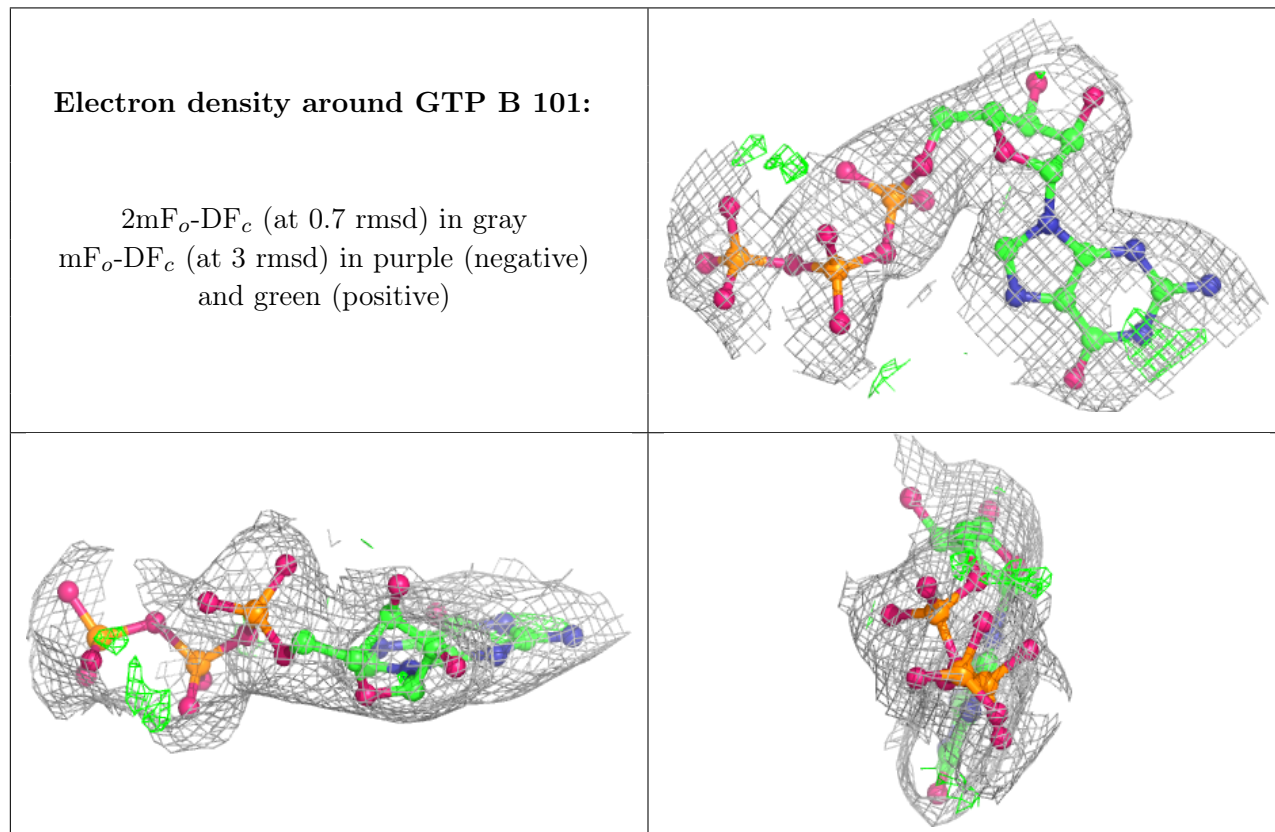 Electron density around GTP B 101:
2mFo-DFc (at 0.7 rmsd) in gray
mFo-DFc (at 3 rmsd) in purple (negative)
and green (positive)